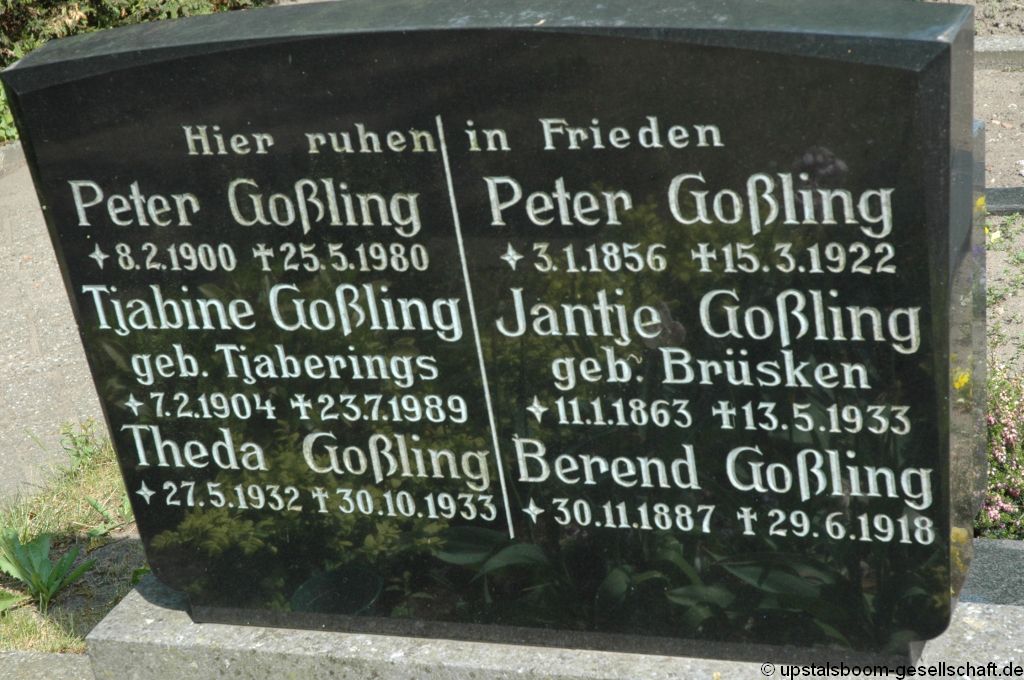 Hier ruhen in Frieden
Peter Goßling
✦ 8.2.1900 ✝ 25.5.1980
Tjabine Goßling
geb. Tjaberings
✦ 7.2.1904 ✝ 23.7.1989
Theda Goßling
✦ 27.5.1932 ✝ 30.10.1933
Peter Goßling
✦ 3.1.1856 ✝ 15.3.1922
Jantje Goßling
geb. Brüsken
✦ 11.1.1863 ✝ 13.5.1933
Berend Goßling
✦ 30.11.1887 ✝ 29.6.1918
© upstalsboom-gesellschaft.de